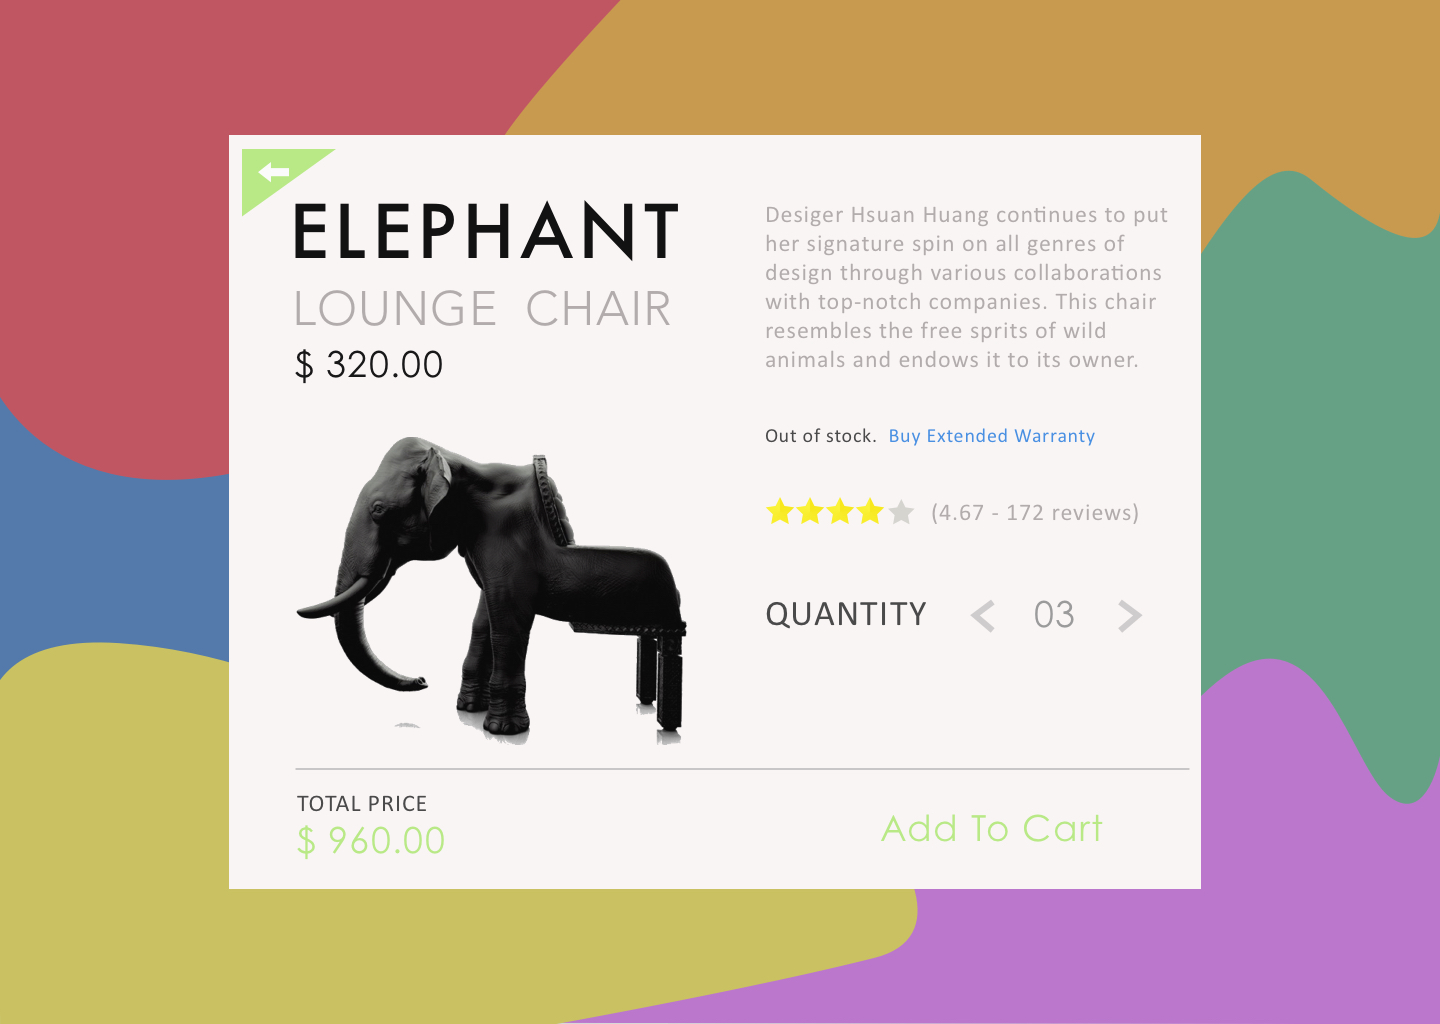 ELEPHANT
LOUNGE CHAIR
$ 320.00
Desiger Hsuan Huang continues to put
her signature spin on all genres of
design through various collaborations
with top-notch companies. This chair
resembles the free sprits of wild
animals and endows it to its owner.
Out of stock. Buy Extended Warranty
(4.67 - 172 reviews)
QUANTITY 03
TOTAL PRICE
$ 960.00
Add To Cart